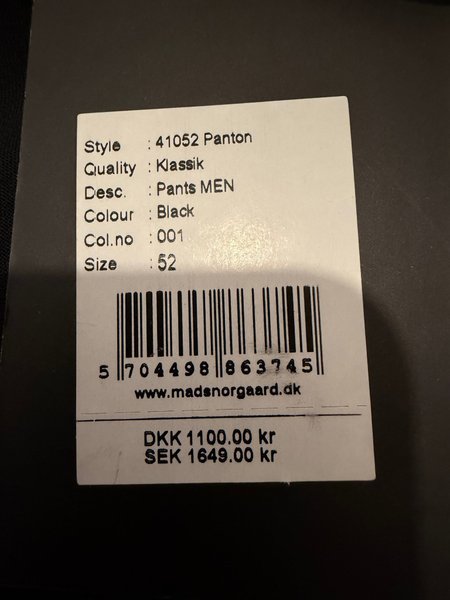 Style : 41052 Panton
Quality : Klassik
Desc. : Pants MEN
Colour : Black
Col.no : 001
Size : 52
5 704498 863745
www.madsnorgaard.dk
DKK 1100.00 kr
SEK 1649.00 kr